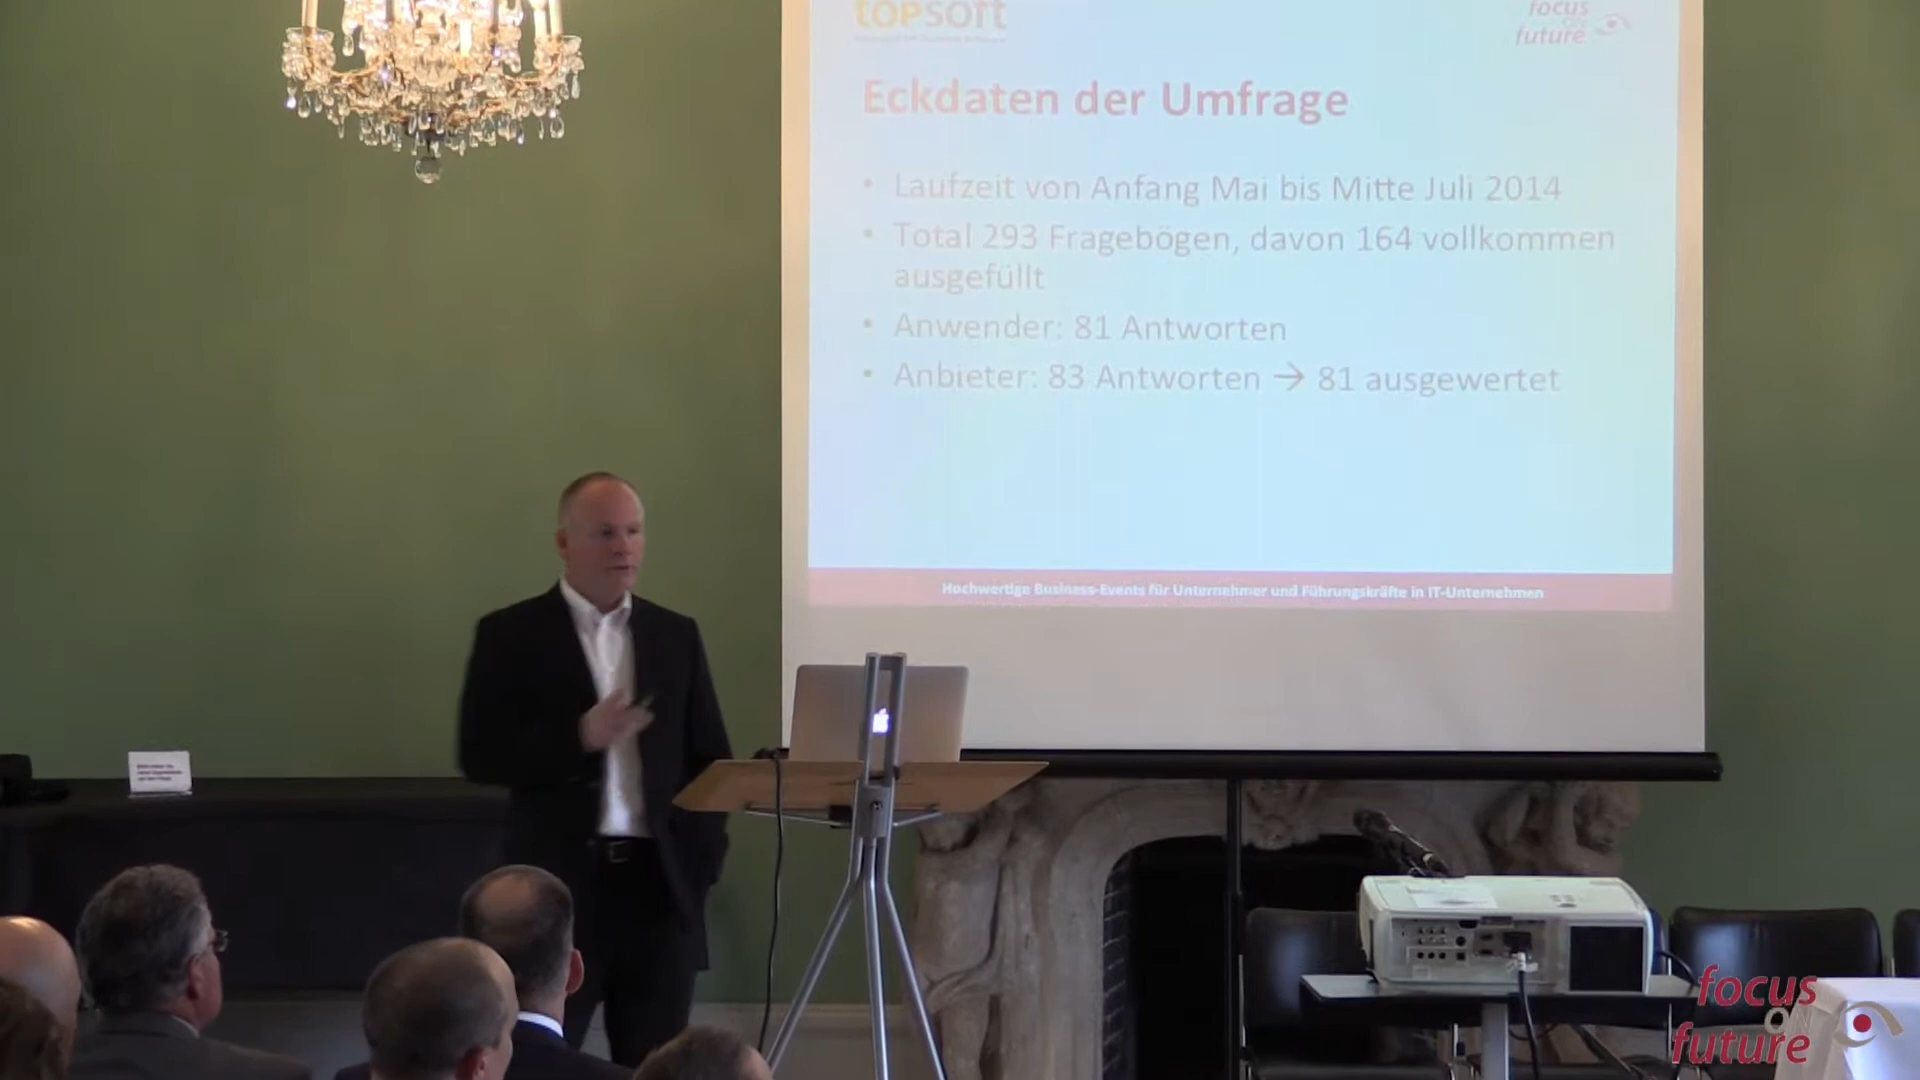 topsoft
focus
on
future
Eckdaten der Umfrage
• Laufzeit von Anfang Mai bis Mitte Juli 2014
• Total 293 Fragebögen, davon 164 vollkommen
ausgefüllt
• Anwender: 81 Antworten
• Anbieter: 83 Antworten → 81 ausgewertet
Hochwertige Business-Events für Unternehmer und Führungskräfte in IT-Unternehmen
focus
ON
future